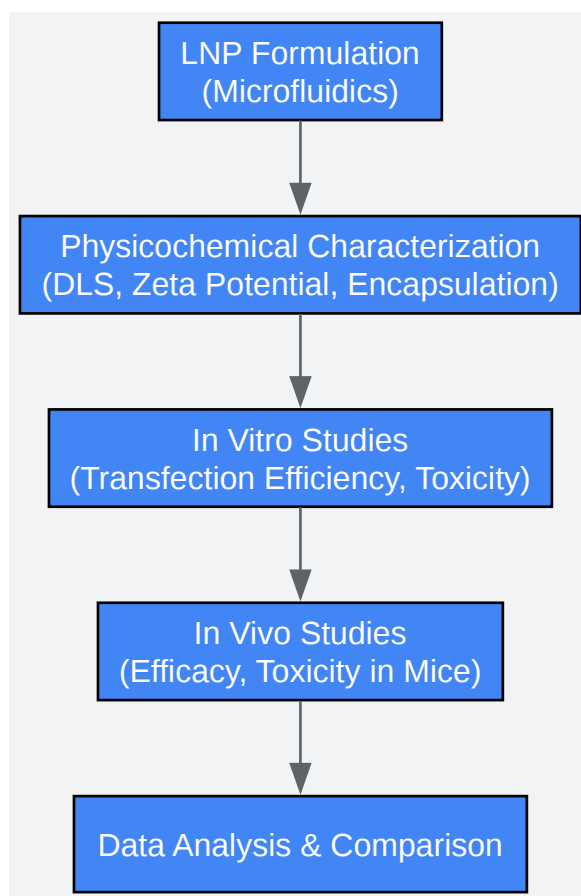 LNP Formulation
(Microfluidics)
Physicochemical Characterization
(DLS, Zeta Potential, Encapsulation)
In Vitro Studies
(Transfection Efficiency, Toxicity)
In Vivo Studies
(Efficacy, Toxicity in Mice)
Data Analysis & Comparison